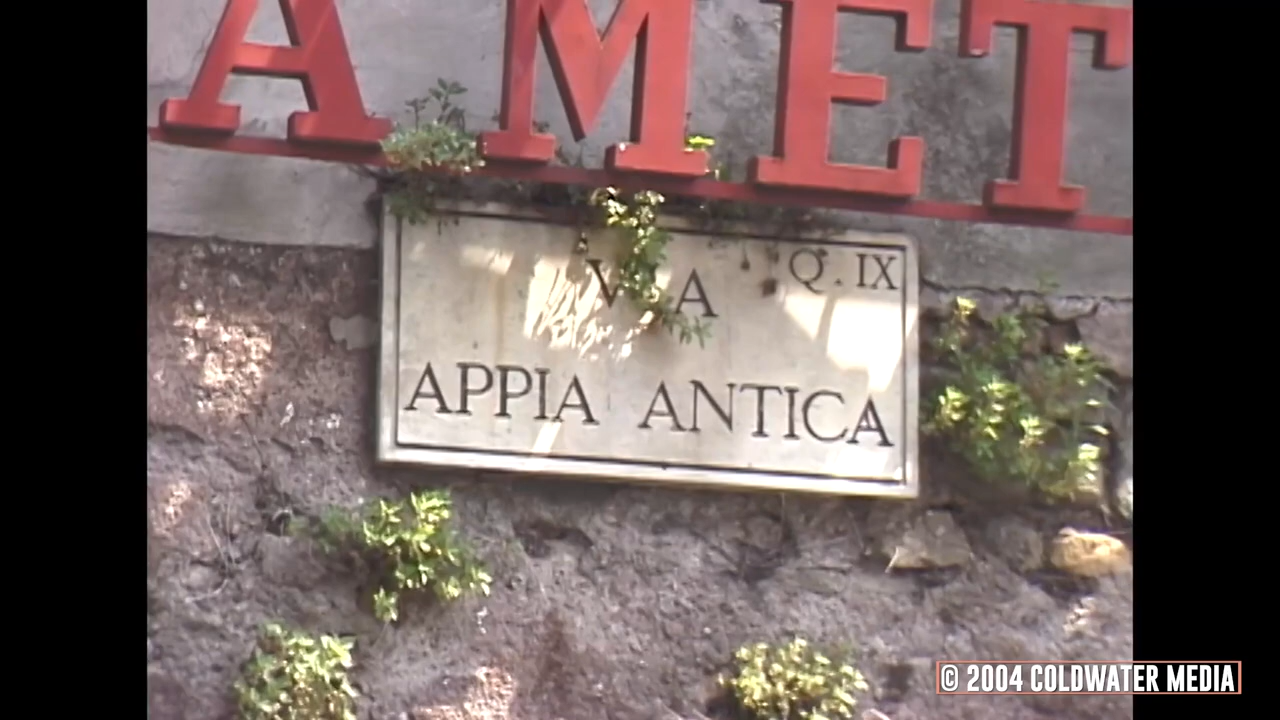 A MET
VIA
Q. IX
APPIA ANTICA
© 2004 COLDWATER MEDIA